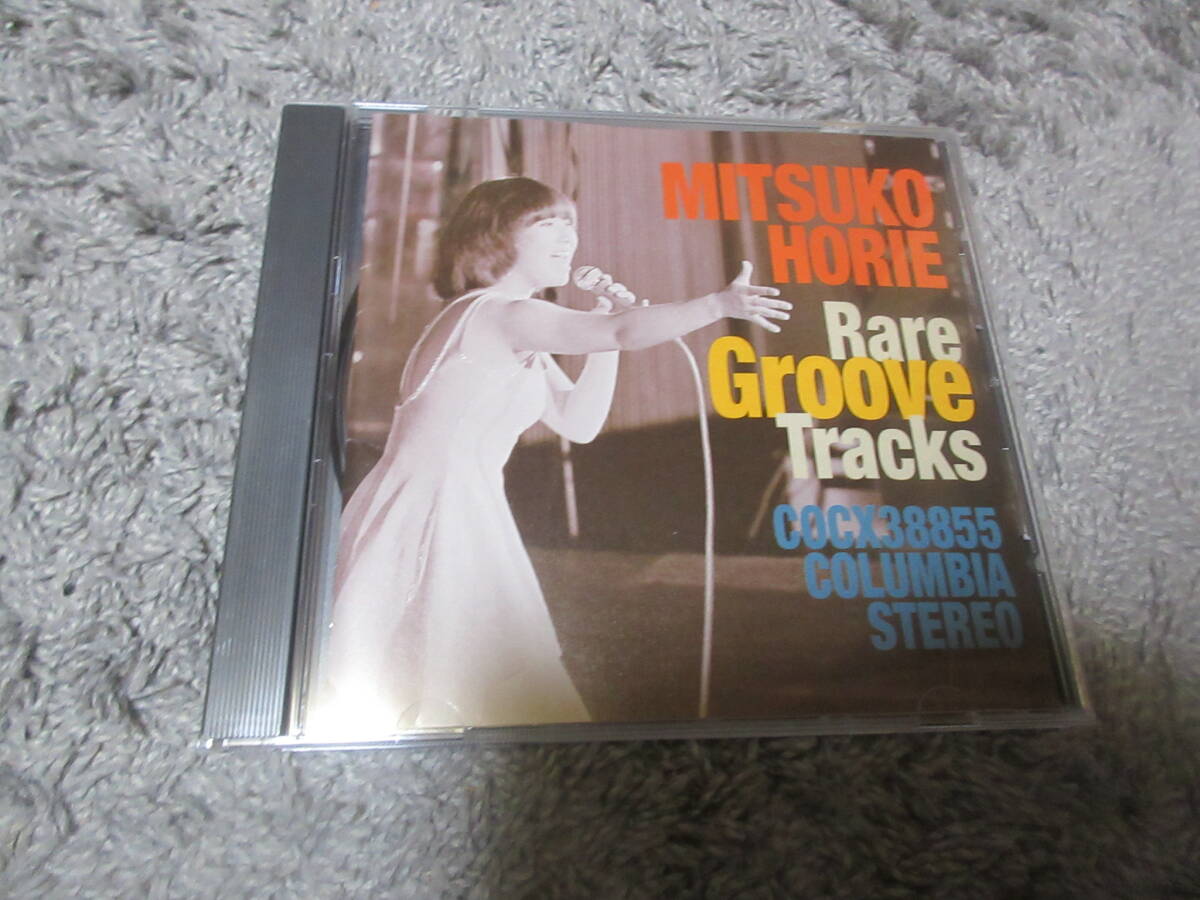 MITSUKO
HORIE
Rare
Groove
Tracks
COCX38855
COLUMBIA
STEREO